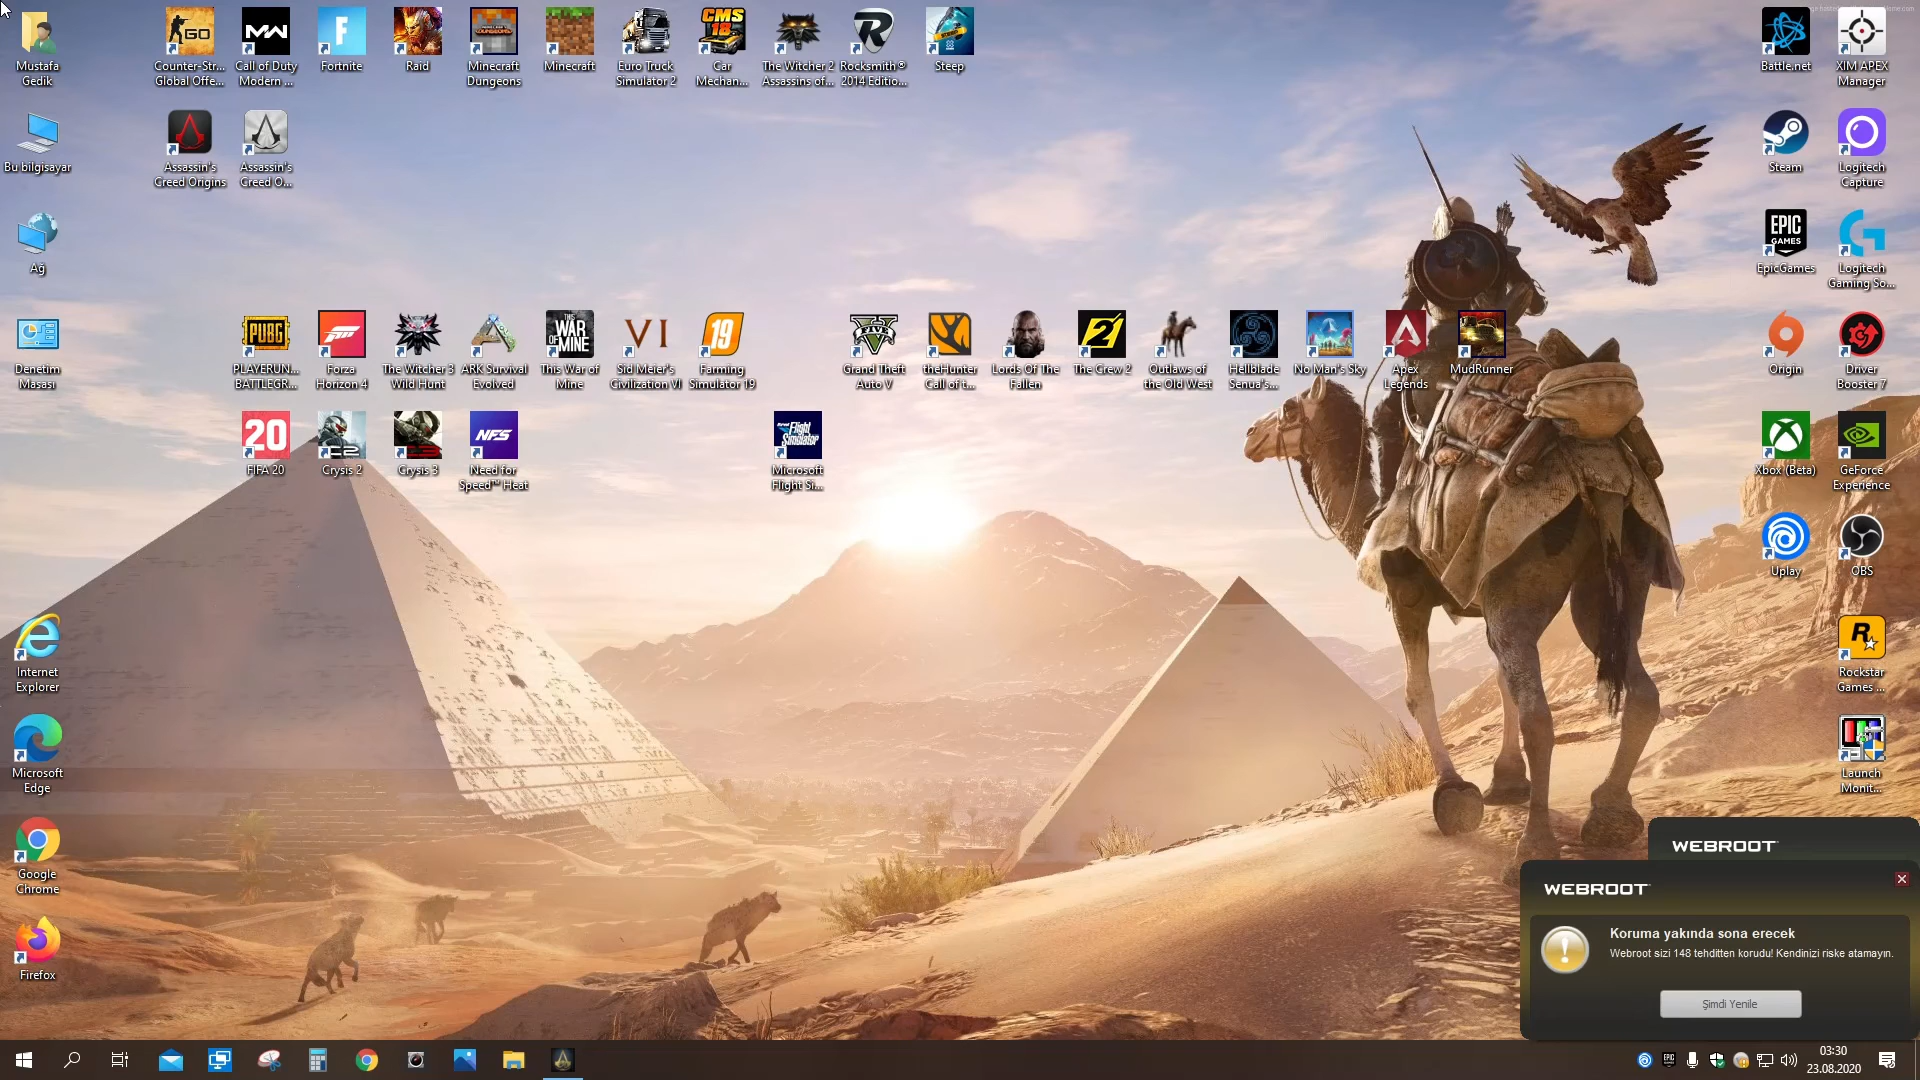 Mustafa
Gedik
Counter-Str...
Global Offe...
Call of Duty
Modern ...
Fortnite
Raid
Minecraft
Dungeons
Minecraft
Euro Truck
Simulator 2
Car
Mechan...
The Witcher 2
Assassins of...
Rocksmith®
2014 Editio...
Steep
Battle.net
XIM APEX
Manager
Bu bilgisayar
Assassin's
Creed Origins
Assassin's
Creed O...
Steam
Logitech
Capture
Ağ
EPIC
GAMES
EpicGames
Logitech
Gaming So...
Denetim
Masası
PLAYERUN...
BATTLEGR...
Forza
Horizon 4
The Witcher 3
Wild Hunt
ARK Survival
Evolved
This War of
Mine
Sid Meier's
Civilization VI
Farming
Simulator 19
Grand Theft
Auto V
theHunter
Call of t...
Lords Of The
Fallen
The Crew 2
Outlaws of
the Old West
Hellblade
Senua's...
No Man's Sky
Apex
Legends
MudRunner
Origin
Driver
Booster 7
FIFA 20
Crysis 2
Crysis 3
Need for
Speed™ Heat
Microsoft
Flight Si...
Xbox (Beta)
GeForce
Experience
Uplay
OBS
Internet
Explorer
Rockstar
Games ...
Microsoft
Edge
Launch
Monit...
Google
Chrome
Firefox
WEBROOT
WEBROOT
Koruma yakında sona erecek
Webroot sizi 148 tehditten korudu! Kendinizi riske atamayın.
Şimdi Yenile
03:30
23.08.2020